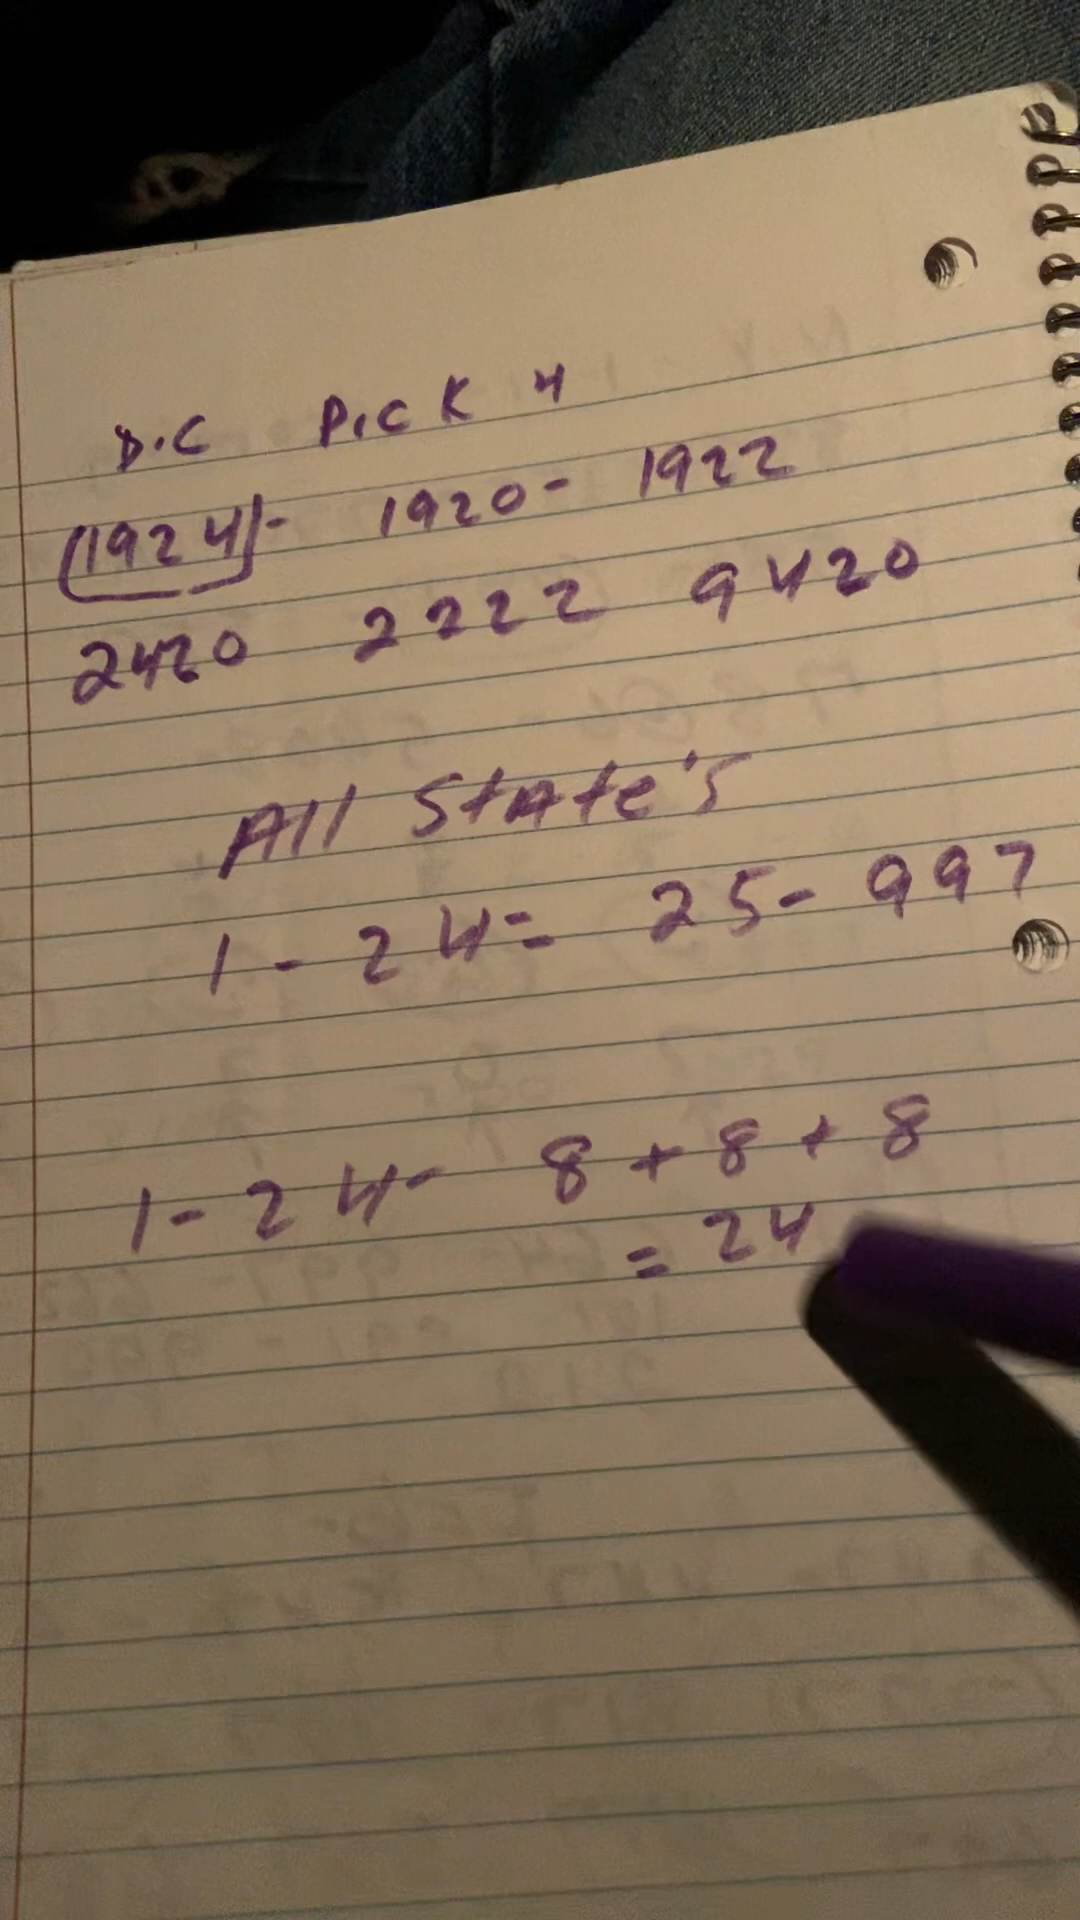 D.C PiCK 4
(1924)- 1920- 1922
2420 2222 9420
All StAte's
1 - 24= 25- 997
1- 24- 8 + 8 + 8
= 24